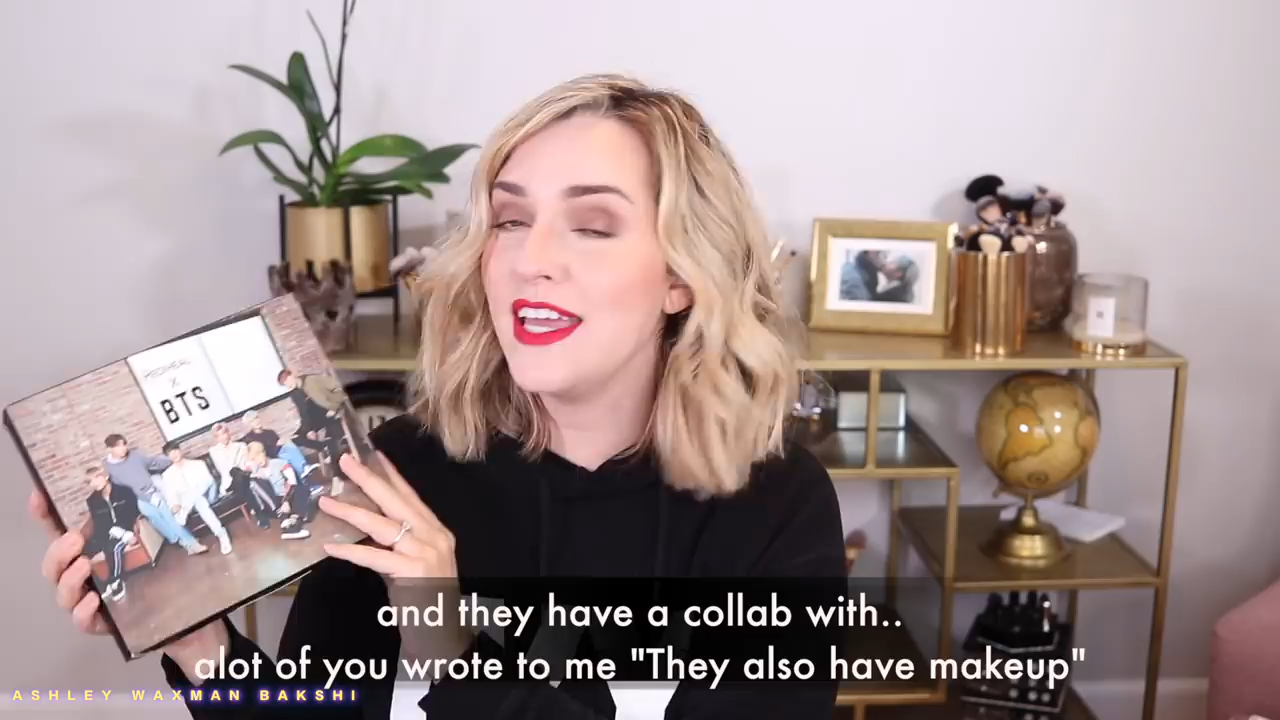 MEDIHEAL
X
BTS
and they have a collab with..
alot of you wrote to me "They also have makeup"
ASHLEY WAXMAN BAKSHI